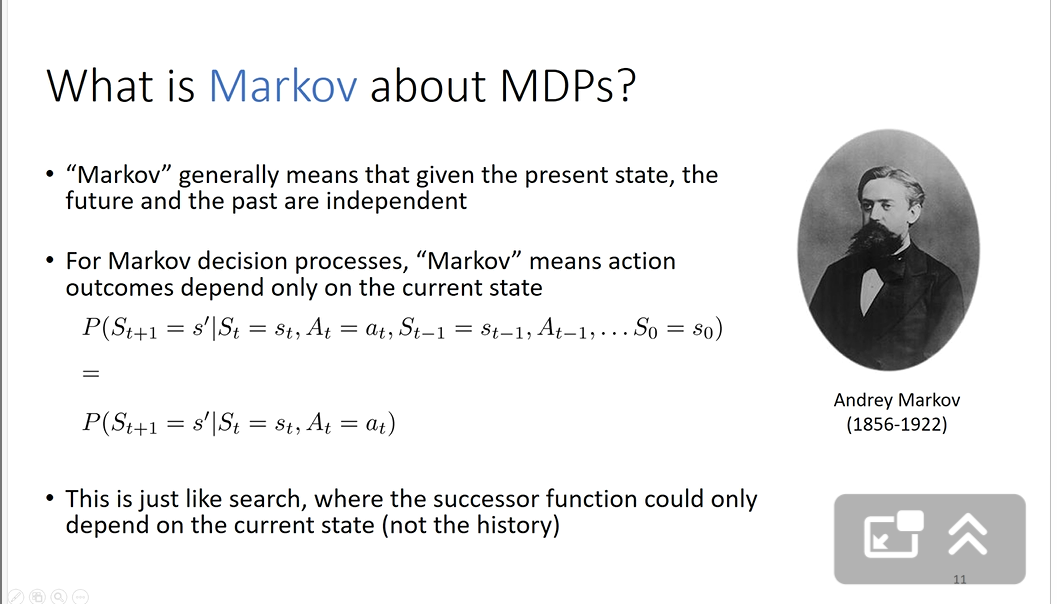 What is Markov about MDPs?
• “Markov” generally means that given the present state, the
future and the past are independent
• For Markov decision processes, “Markov” means action
outcomes depend only on the current state
P(S_{t+1} = s′|S_t = s_t, A_t = a_t, S_{t−1} = s_{t−1}, A_{t−1}, . . . S_0 = s_0)
=
P(S_{t+1} = s′|S_t = s_t, A_t = a_t)
• This is just like search, where the successor function could only
depend on the current state (not the history)
Andrey Markov
(1856-1922)
11